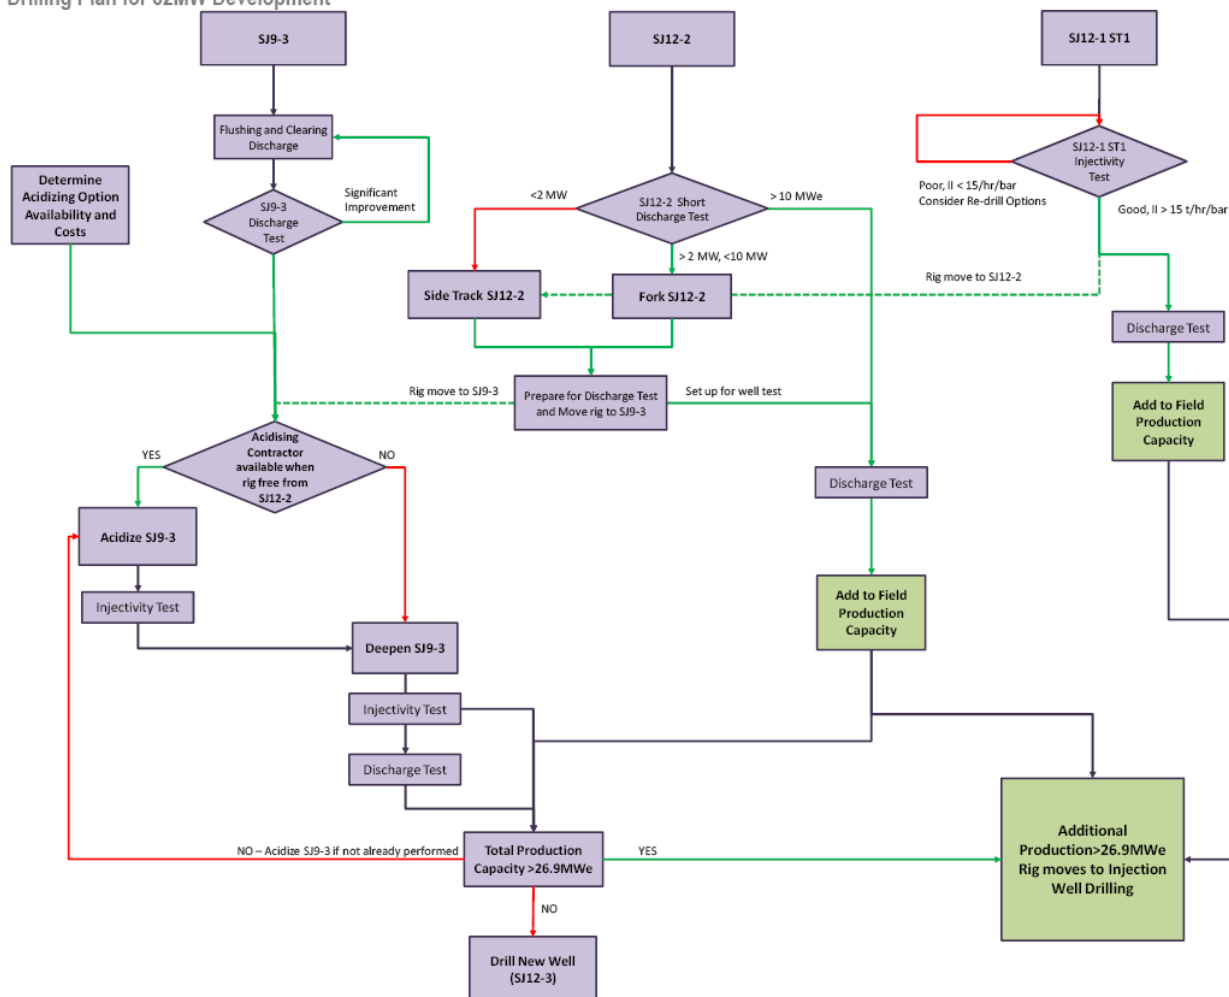 Drilling Plan for 62MW Development
SJ9-3
SJ12-2
SJ12-1 ST1
Flushing and Clearing
Discharge
Determine
Acidizing Option
Availability and
Costs
SJ9-3
Discharge
Test
Significant
Improvement
<2 MW
SJ12-2 Short
Discharge Test
> 10 MWe
> 2 MW, <10 MW
SJ12-1 ST1
Injectivity
Test
Poor, II < 15/hr/bar
Consider Re-drill Options
Good, II > 15 t/hr/bar
Side Track SJ12-2
Fork SJ12-2
Rig move to SJ12-2
Discharge Test
Rig move to SJ9-3
Prepare for Discharge Test
and Move rig to SJ9-3
Set up for well test
Add to Field
Production
Capacity
YES
Acidising
Contractor
available when
rig free from
SJ12-2
NO
Discharge Test
Acidize SJ9-3
Injectivity Test
Add to Field
Production
Capacity
Deepen SJ9-3
Injectivity Test
Discharge Test
NO – Acidize SJ9-3 if not already performed
Total Production
Capacity >26.9MWe
YES
Additional
Production>26.9MWe
Rig moves to Injection
Well Drilling
NO
Drill New Well
(SJ12-3)